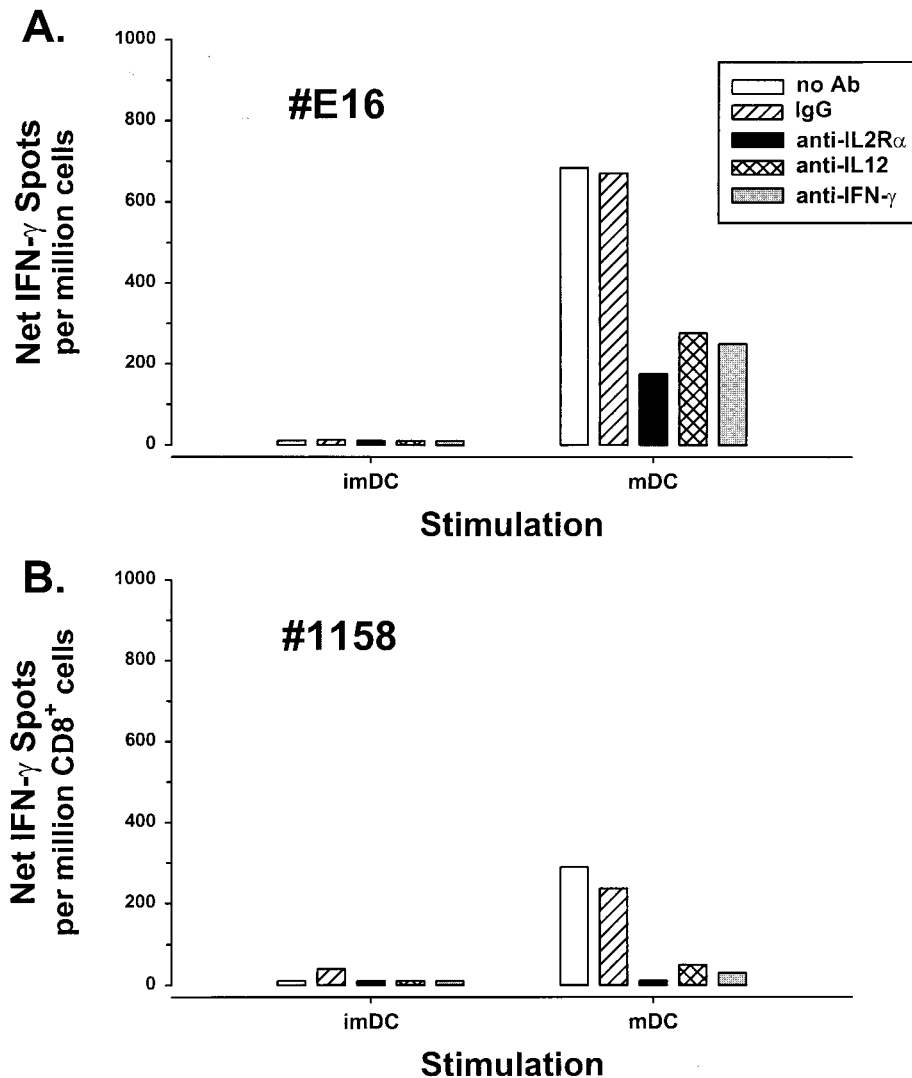 A.
#E16
1000
800
600
400
200
0
Net IFN-γ Spots
per million cells
no Ab
IgG
anti-IL2Rα
anti-IL12
anti-IFN-γ
imDC
mDC
Stimulation
B.
#1158
1000
800
600
400
200
0
Net IFN-γ Spots
per million CD8⁺ cells
imDC
mDC
Stimulation